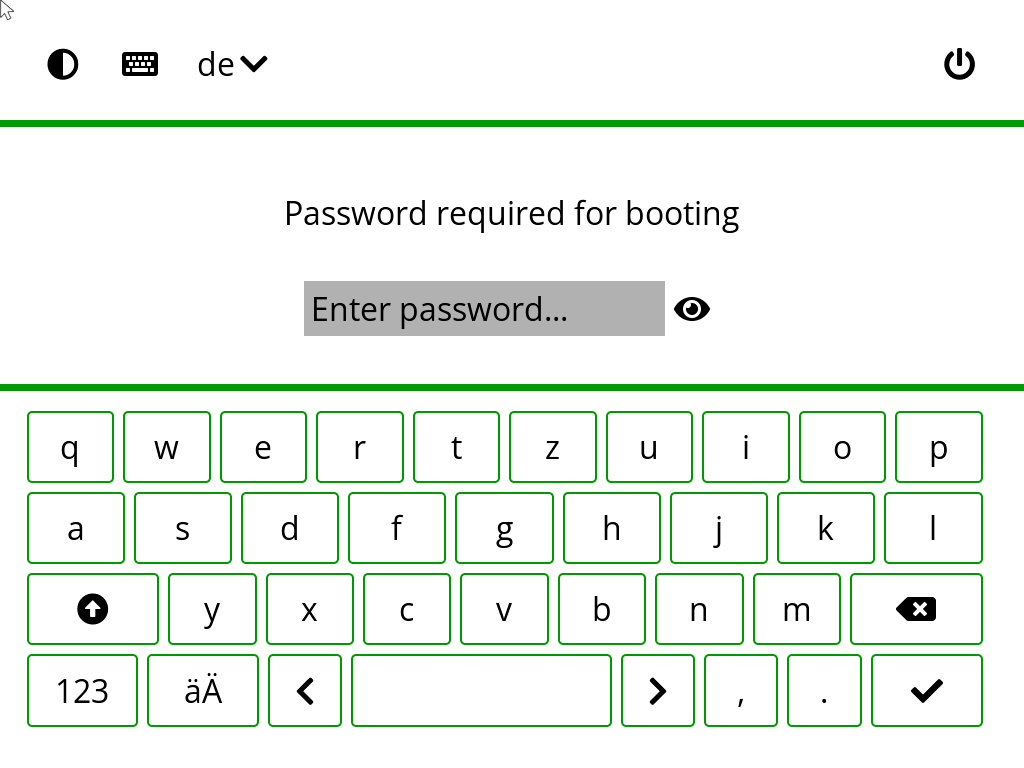 de
Password required for booting
Enter password...
q w e r t z u i o p
a s d f g h j k l
y x c v b n m
123 äÄ , .